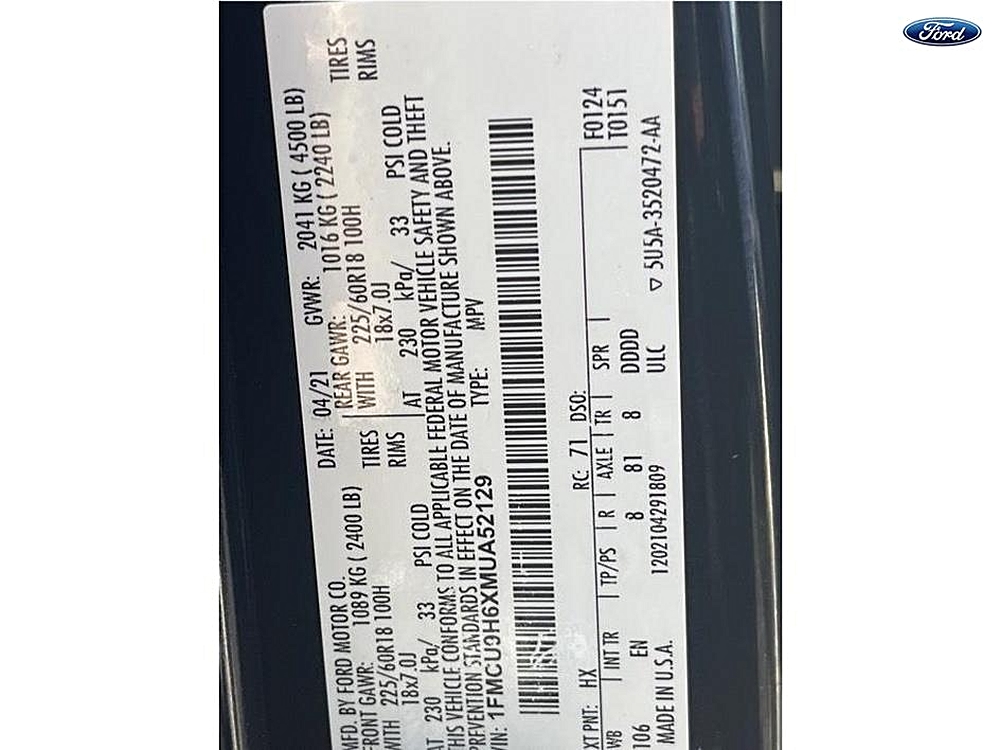 Ford
MFD. BY FORD MOTOR CO. DATE: 04/21 GVWR: 2041 KG ( 4500 LB)
FRONT GAWR: 1089 KG ( 2400 LB) REAR GAWR: 1016 KG ( 2240 LB)
WITH 225/60R18 100H TIRES WITH 225/60R18 100H TIRES
18x7.0J RIMS 18x7.0J RIMS
AT 230 kPa/ 33 PSI COLD AT 230 kPa/ 33 PSI COLD
THIS VEHICLE CONFORMS TO ALL APPLICABLE FEDERAL MOTOR VEHICLE SAFETY AND THEFT
PREVENTION STANDARDS IN EFFECT ON THE DATE OF MANUFACTURE SHOWN ABOVE.
VIN: 1FMCU9H6XMUA52129 TYPE: MPV
EXT PNT: HX RC: 71 DSO: F0124
WB INT TR TP/PS R AXLE TR SPR T0151
106 EN 8 81 8 DDDD
MADE IN U.S.A. 1202104291809 ULC ▽ 5U5A-3520472-AA